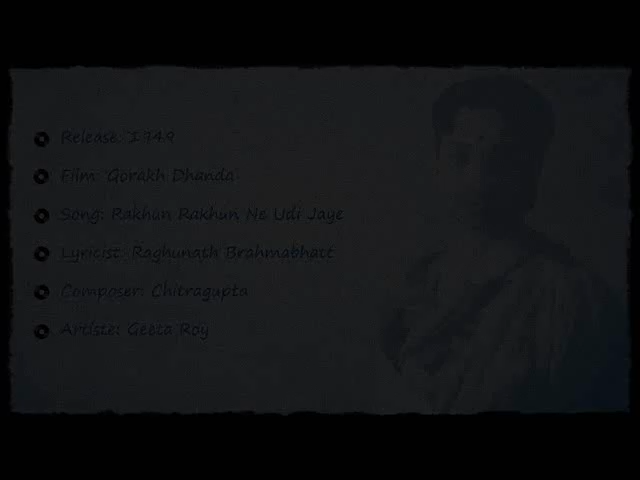 Release: 1949
Film: Gorakh Dhanda
Song: Rakhun Rakhun Ne Udi Jaye
Lyricist: Raghunath Brahmabhatt
Composer: Chitragupta
Artiste: Geeta Roy